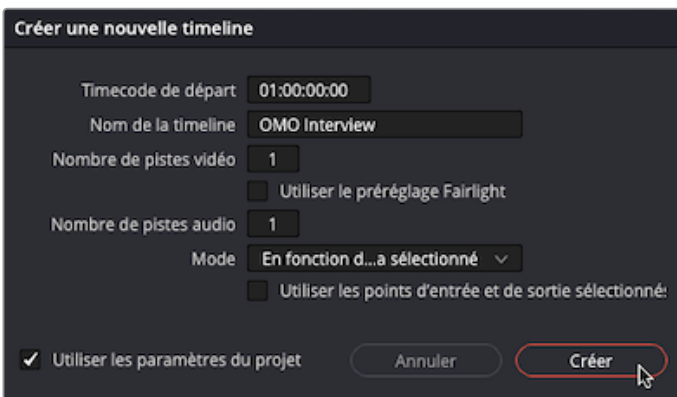 Créer une nouvelle timeline
Timecode de départ 01:00:00:00
Nom de la timeline OMO Interview
Nombre de pistes vidéo 1
Utiliser le préréglage Fairlight
Nombre de pistes audio 1
Mode En fonction d...a sélectionné
Utiliser les points d'entrée et de sortie sélectionnés
Utiliser les paramètres du projet Annuler Créer